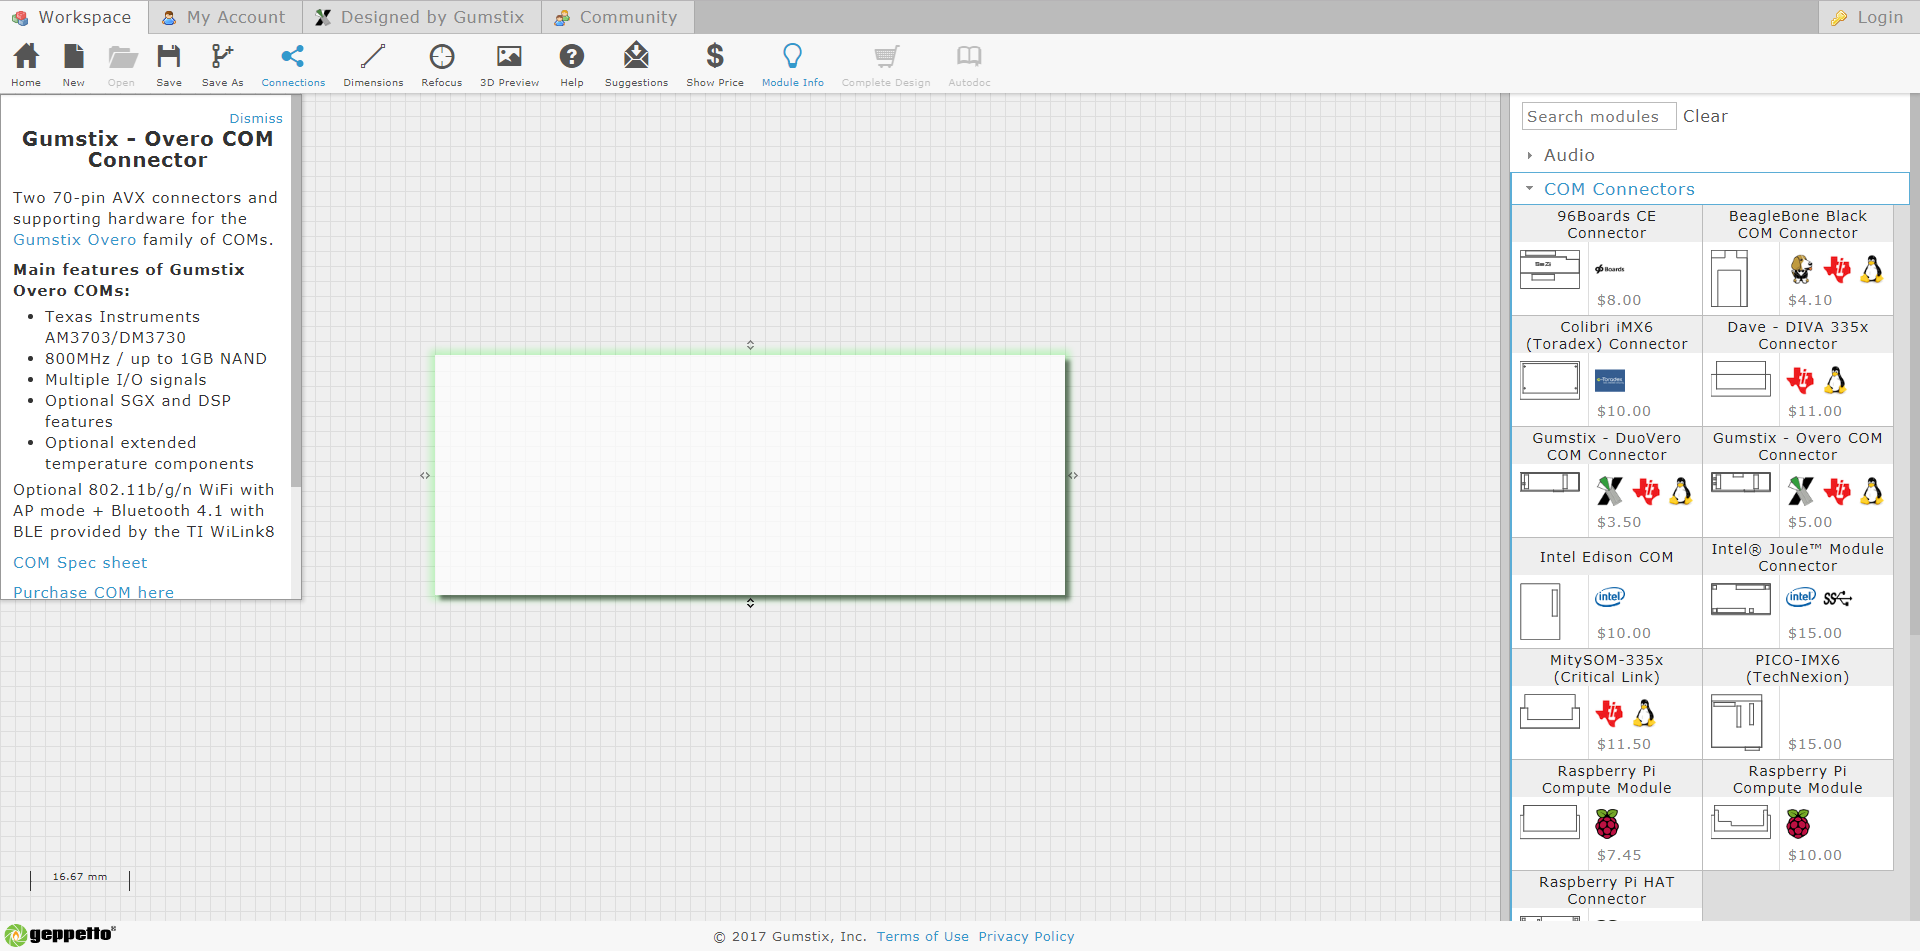 Workspace
My Account
Designed by Gumstix
Community
Login
Home
New
Open
Save
Save As
Connections
Dimensions
Refocus
3D Preview
Help
Suggestions
Show Price
Module Info
Complete Design
Autodoc
Dismiss
Gumstix - Overo COM
Connector
Two 70-pin AVX connectors and
supporting hardware for the
Gumstix Overo family of COMs.
Main features of Gumstix
Overo COMs:
Texas Instruments
AM3703/DM3730
800MHz / up to 1GB NAND
Multiple I/O signals
Optional SGX and DSP
features
Optional extended
temperature components
Optional 802.11b/g/n WiFi with
AP mode + Bluetooth 4.1 with
BLE provided by the TI WiLink8
COM Spec sheet
Purchase COM here
16.67 mm
Search modules
Clear
Audio
COM Connectors
96Boards CE
Connector
Boards
$8.00
BeagleBone Black
COM Connector
$4.10
Colibri iMX6
(Toradex) Connector
$10.00
Dave - DIVA 335x
Connector
$11.00
Gumstix - DuoVero
COM Connector
$3.50
Gumstix - Overo COM
Connector
$5.00
Intel Edison COM
intel
$10.00
Intel® Joule™ Module
Connector
intel
$15.00
MitySOM-335x
(Critical Link)
$11.50
PICO-IMX6
(TechNexion)
$15.00
Raspberry Pi
Compute Module
$7.45
Raspberry Pi
Compute Module
$10.00
Raspberry Pi HAT
Connector
geppetto®
© 2017 Gumstix, Inc. Terms of Use Privacy Policy